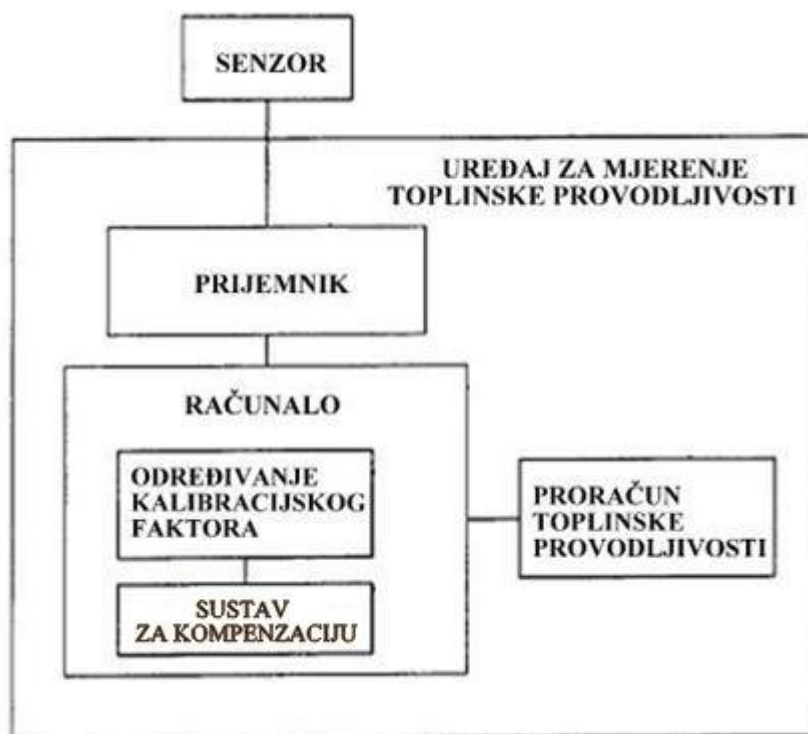 SENZOR
UREĐAJ ZA MJERENJE
TOPLINSKE PROVODLJIVOSTI
PRIJEMNIK
RAČUNALO
ODREĐIVANJE
KALIBRACIJSKOG
FAKTORA
SUSTAV
ZA KOMPENZACIJU
PRORAČUN
TOPLINSKE
PROVODLJIVOSTI